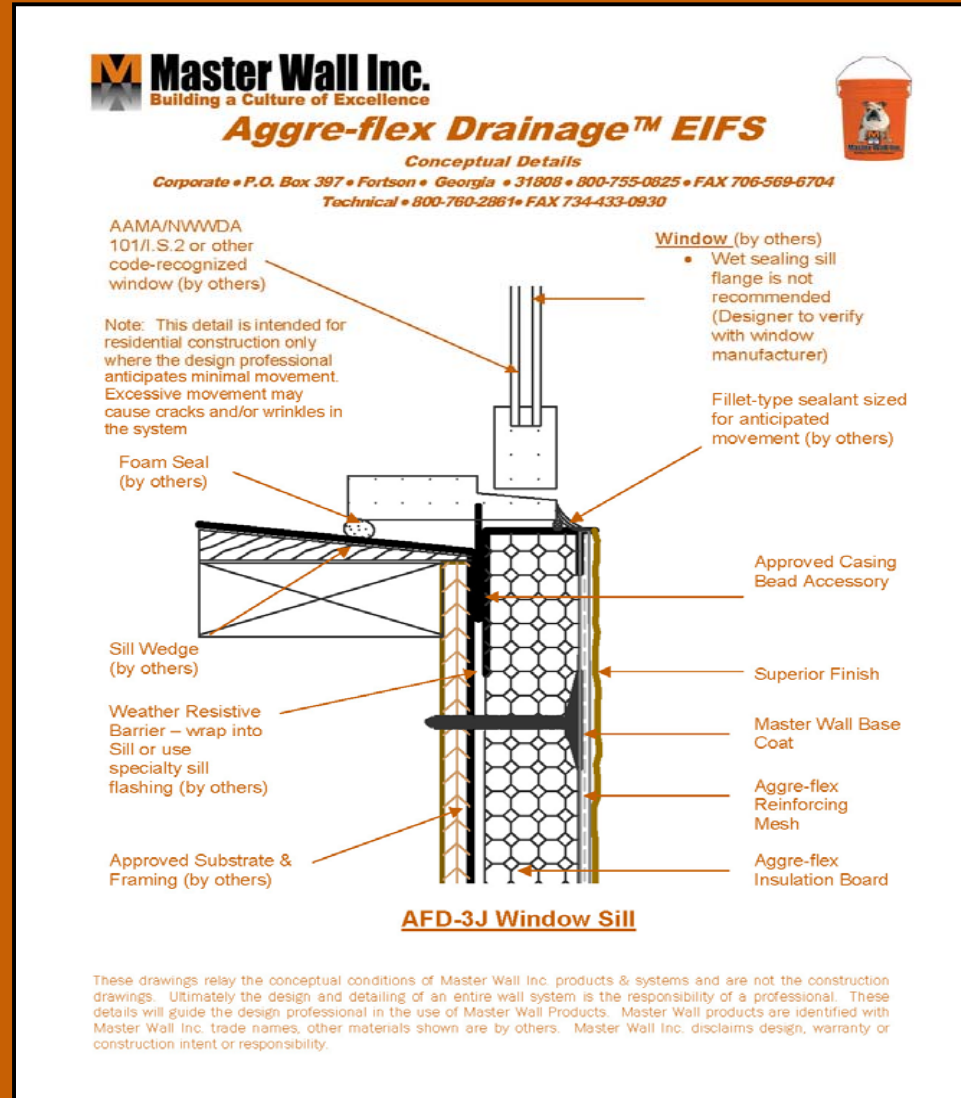 Master Wall Inc.
Building a Culture of Excellence
Aggre-flex Drainage™ EIFS
Conceptual Details
Corporate • P.O. Box 397 • Fortson • Georgia • 31808 • 800-755-0825 • FAX 706-569-6704
Technical • 800-760-2861• FAX 734-433-0930
Master Wall Inc.
AAMA/NWWDA
101/I.S.2 or other
code-recognized
window (by others)
Note: This detail is intended for
residential construction only
where the design professional
anticipates minimal movement.
Excessive movement may
cause cracks and/or wrinkles in
the system
Foam Seal
(by others)
Sill Wedge
(by others)
Weather Resistive
Barrier – wrap into
Sill or use
specialty sill
flashing (by others)
Approved Substrate &
Framing (by others)
Window (by others)
• Wet sealing sill
flange is not
recommended
(Designer to verify
with window
manufacturer)
Fillet-type sealant sized
for anticipated
movement (by others)
Approved Casing
Bead Accessory
Superior Finish
Master Wall Base
Coat
Aggre-flex
Reinforcing
Mesh
Aggre-flex
Insulation Board
AFD-3J Window Sill
These drawings relay the conceptual conditions of Master Wall Inc. products & systems and are not the construction
drawings. Ultimately the design and detailing of an entire wall system is the responsibility of a professional. These
details will guide the design professional in the use of Master Wall Products. Master Wall products are identified with
Master Wall Inc. trade names, other materials shown are by others. Master Wall Inc. disclaims design, warranty or
construction intent or responsibility.